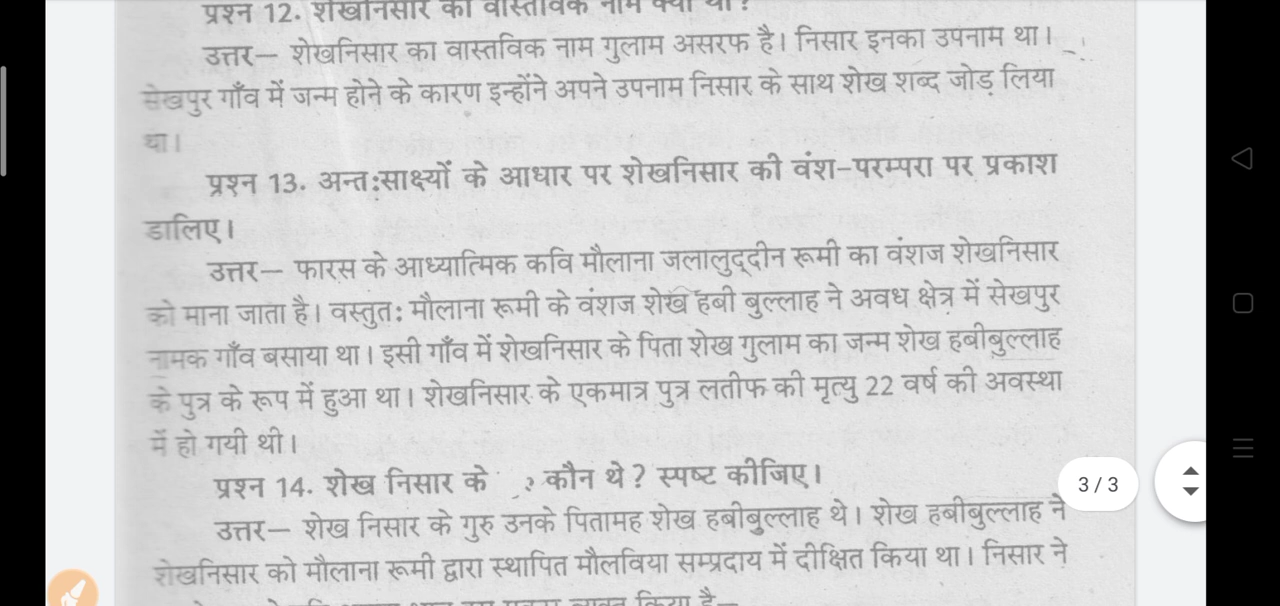 प्रश्न 12. शेखनिसार का वास्तविक नाम क्या था?
उत्तर— शेखनिसार का वास्तविक नाम गुलाम असरफ है। निसार इनका उपनाम था।
सेखपुर गाँव में जन्म होने के कारण इन्होंने अपने उपनाम निसार के साथ शेख शब्द जोड़ लिया
था।
प्रश्न 13. अन्त:साक्ष्यों के आधार पर शेखनिसार की वंश-परम्परा पर प्रकाश
डालिए।
उत्तर— फारस के आध्यात्मिक कवि मौलाना जलालुद्दीन रूमी का वंशज शेखनिसार
को माना जाता है। वस्तुत: मौलाना रूमी के वंशज शेख हबी बुल्लाह ने अवध क्षेत्र में सेखपुर
नामक गाँव बसाया था। इसी गाँव में शेखनिसार के पिता शेख गुलाम का जन्म शेख हबीबुल्लाह
के पुत्र के रूप में हुआ था। शेखनिसार के एकमात्र पुत्र लतीफ की मृत्यु 22 वर्ष की अवस्था
में हो गयी थी।
प्रश्न 14. शेख निसार के कौन थे? स्पष्ट कीजिए।
3 / 3
उत्तर— शेख निसार के गुरु उनके पितामह शेख हबीबुल्लाह थे। शेख हबीबुल्लाह ने
शेखनिसार को मौलाना रूमी द्वारा स्थापित मौलविया सम्प्रदाय में दीक्षित किया था। निसार ने
किया है—